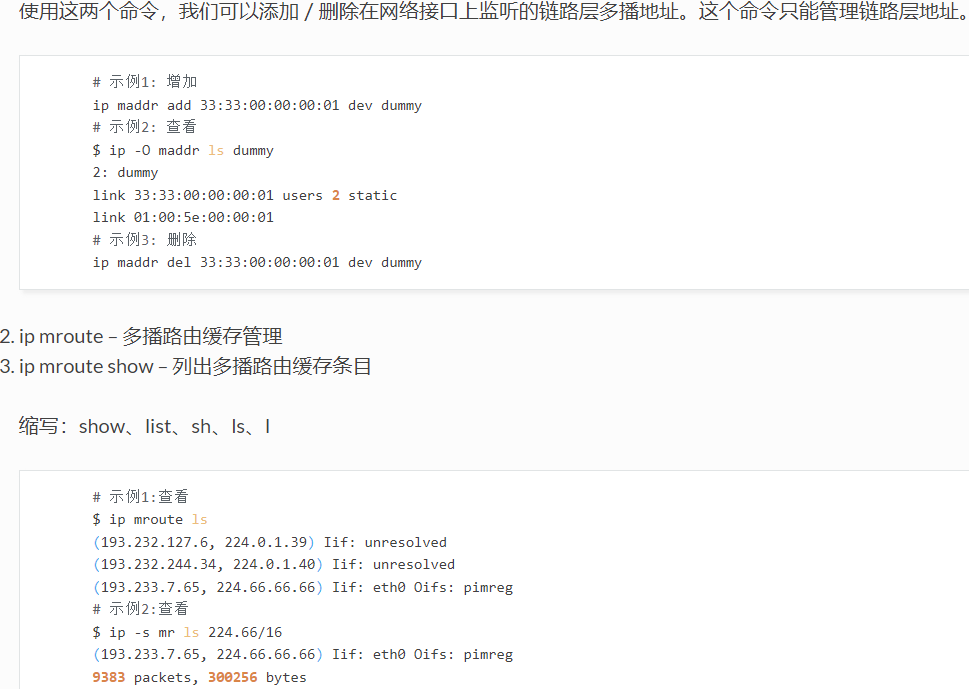 使用这两个命令，我们可以添加 / 删除在网络接口上监听的链路层多播地址。这个命令只能管理链路层地址。
# 示例1: 增加
ip maddr add 33:33:00:00:00:01 dev dummy
# 示例2: 查看
$ ip -O maddr ls dummy
2: dummy
link 33:33:00:00:00:01 users 2 static
link 01:00:5e:00:00:01
# 示例3: 删除
ip maddr del 33:33:00:00:00:01 dev dummy
2. ip mroute – 多播路由缓存管理
3. ip mroute show – 列出多播路由缓存条目
缩写：show、list、sh、ls、l
# 示例1:查看
$ ip mroute ls
(193.232.127.6, 224.0.1.39) Iif: unresolved
(193.232.244.34, 224.0.1.40) Iif: unresolved
(193.233.7.65, 224.66.66.66) Iif: eth0 Oifs: pimreg
# 示例2:查看
$ ip -s mr ls 224.66/16
(193.233.7.65, 224.66.66.66) Iif: eth0 Oifs: pimreg
9383 packets, 300256 bytes